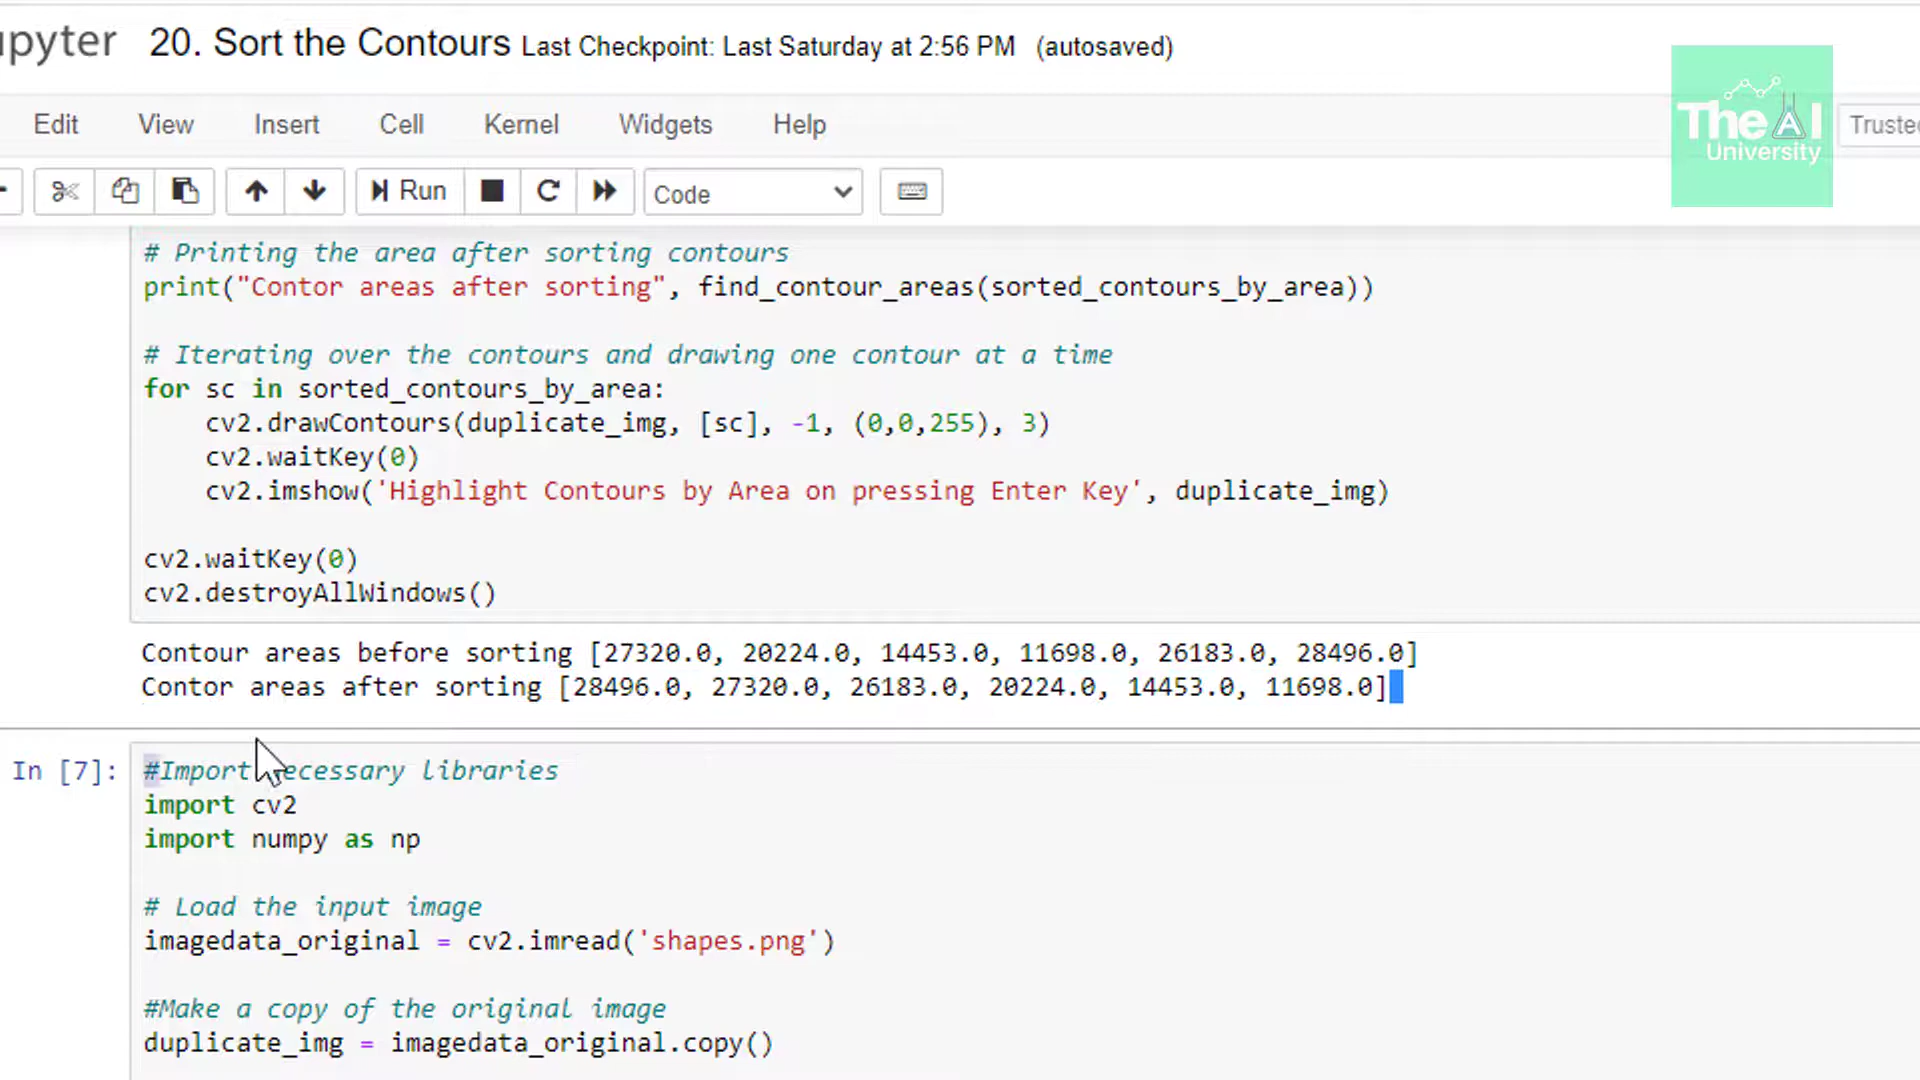 upyter 20. Sort the Contours Last Checkpoint: Last Saturday at 2:56 PM (autosaved)
The AI
University
Edit View Insert Cell Kernel Widgets Help Truste
Run Code
# Printing the area after sorting contours
print("Contor areas after sorting", find_contour_areas(sorted_contours_by_area))
# Iterating over the contours and drawing one contour at a time
for sc in sorted_contours_by_area:
cv2.drawContours(duplicate_img, [sc], -1, (0,0,255), 3)
cv2.waitKey(0)
cv2.imshow('Highlight Contours by Area on pressing Enter Key', duplicate_img)
cv2.waitKey(0)
cv2.destroyAllWindows()
Contour areas before sorting [27320.0, 20224.0, 14453.0, 11698.0, 26183.0, 28496.0]
Contor areas after sorting [28496.0, 27320.0, 26183.0, 20224.0, 14453.0, 11698.0]
In [7]: #Import necessary libraries
import cv2
import numpy as np
# Load the input image
imagedata_original = cv2.imread('shapes.png')
#Make a copy of the original image
duplicate_img = imagedata_original.copy()